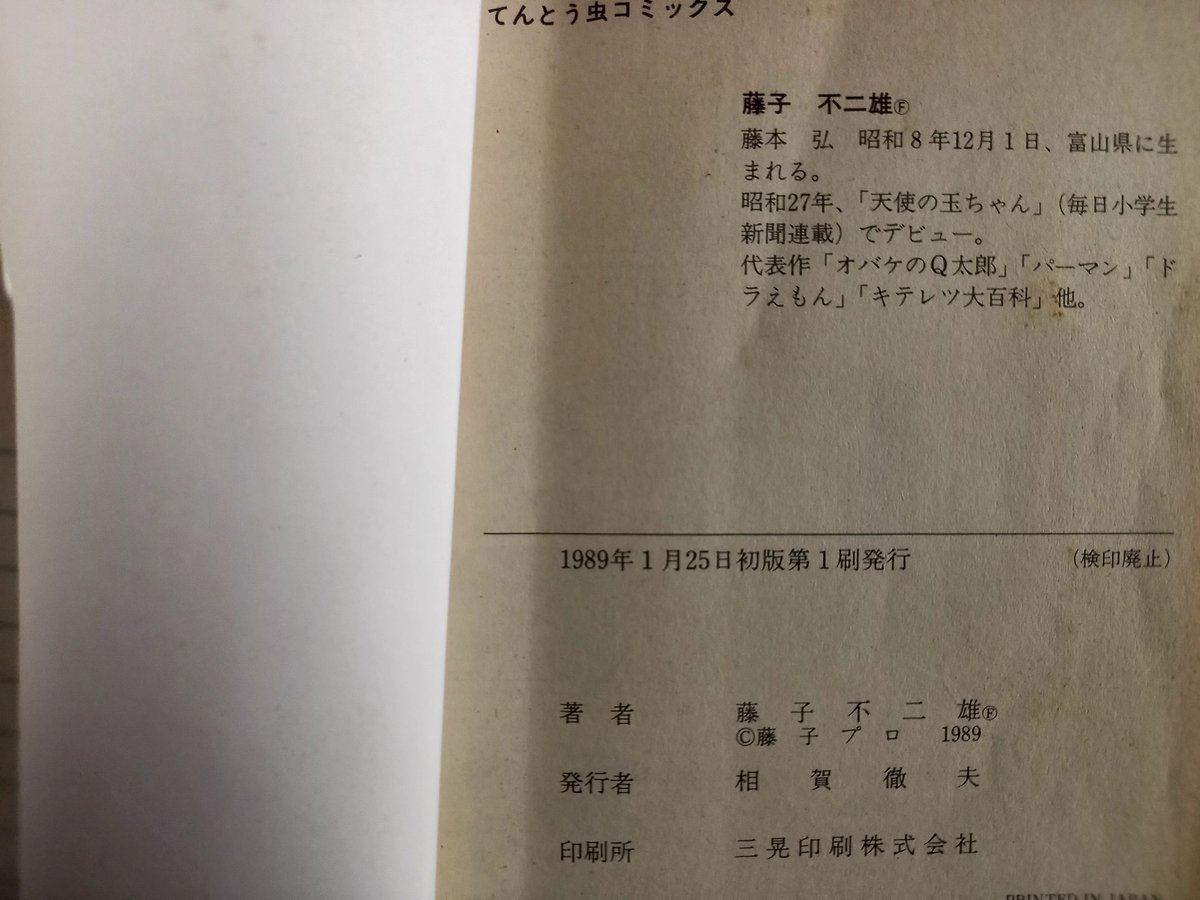 てんとう虫コミックス
藤子 不二雄Ⓕ
藤本 弘 昭和8年12月1日、富山県に生
まれる。
昭和27年、「天使の玉ちゃん」（毎日小学生
新聞連載）でデビュー。
代表作「オバケのQ太郎」「パーマン」「ド
ラえもん」「キテレツ大百科」他。
1989年1月25日初版第1刷発行 （検印廃止）
著者 藤子不二雄Ⓕ
©藤子プロ 1989
発行者 相賀徹夫
印刷所 三晃印刷株式会社
PRINTED IN JAPAN